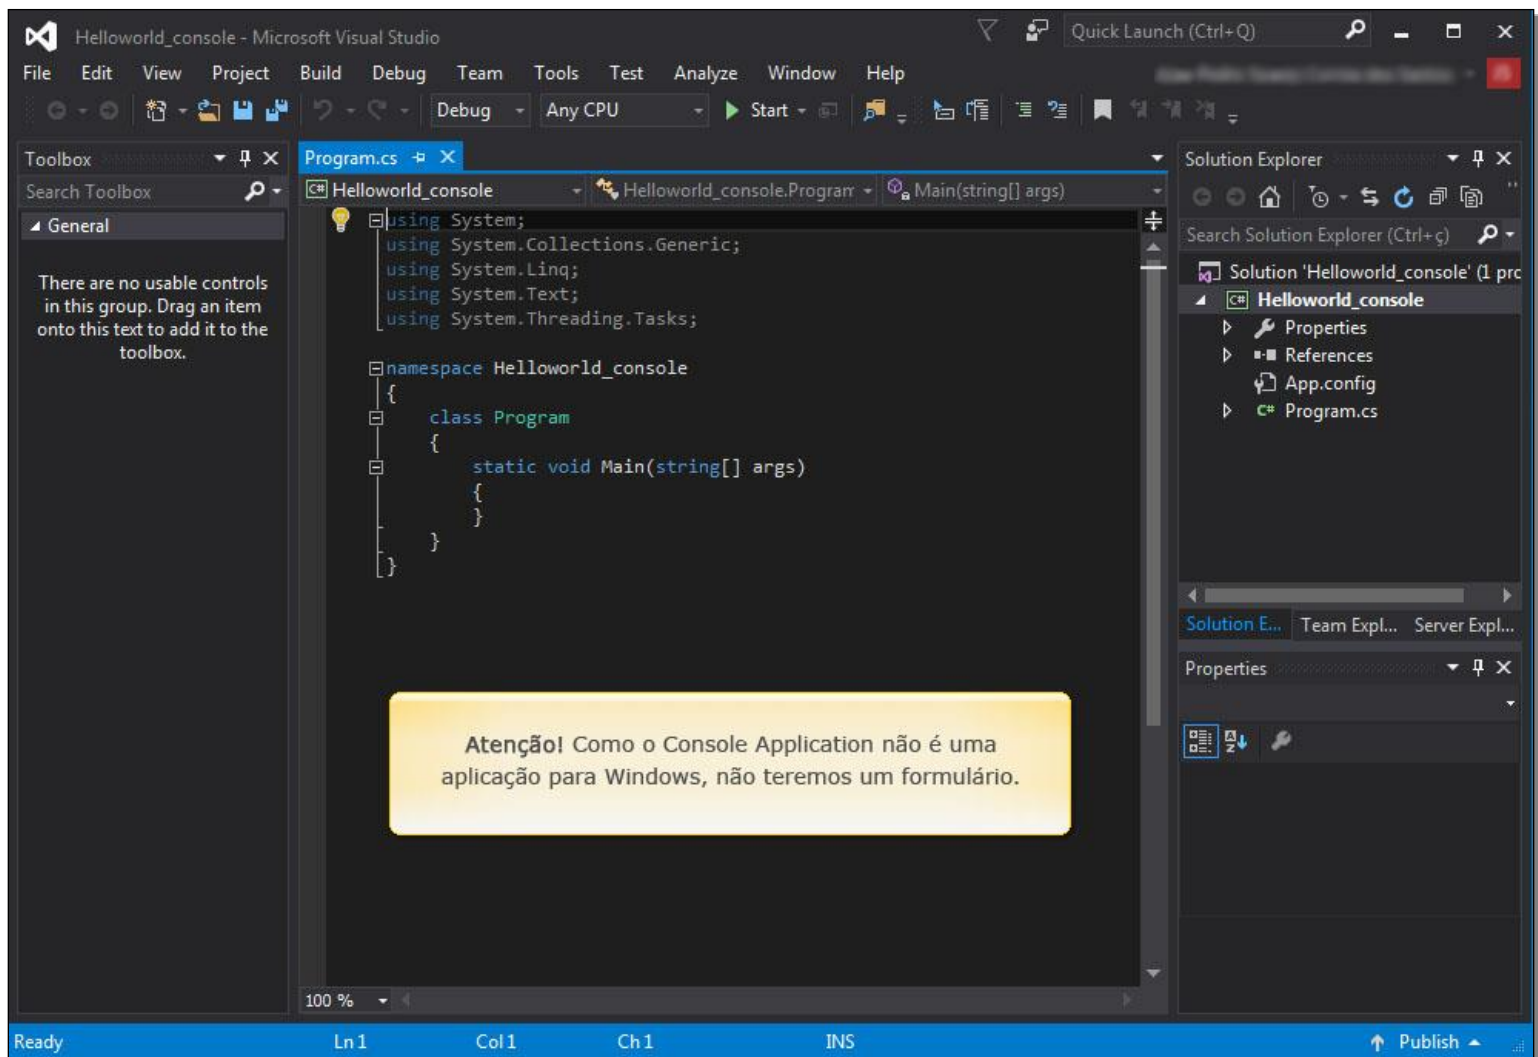 Helloworld_console - Microsoft Visual Studio
Quick Launch (Ctrl+Q)
File Edit View Project Build Debug Team Tools Test Analyze Window Help
Debug Any CPU Start
Toolbox
Search Toolbox
General
There are no usable controls
in this group. Drag an item
onto this text to add it to the
toolbox.
Program.cs
Helloworld_console Helloworld_console.Program Main(string[] args)
using System;
using System.Collections.Generic;
using System.Linq;
using System.Text;
using System.Threading.Tasks;
namespace Helloworld_console
{
class Program
{
static void Main(string[] args)
{
}
}
}
Atenção! Como o Console Application não é uma
aplicação para Windows, não teremos um formulário.
100 %
Solution Explorer
Search Solution Explorer (Ctrl+ç)
Solution 'Helloworld_console' (1 prc
Helloworld_console
Properties
References
App.config
C# Program.cs
Solution E... Team Expl... Server Expl...
Properties
Ready Ln 1 Col 1 Ch 1 INS Publish